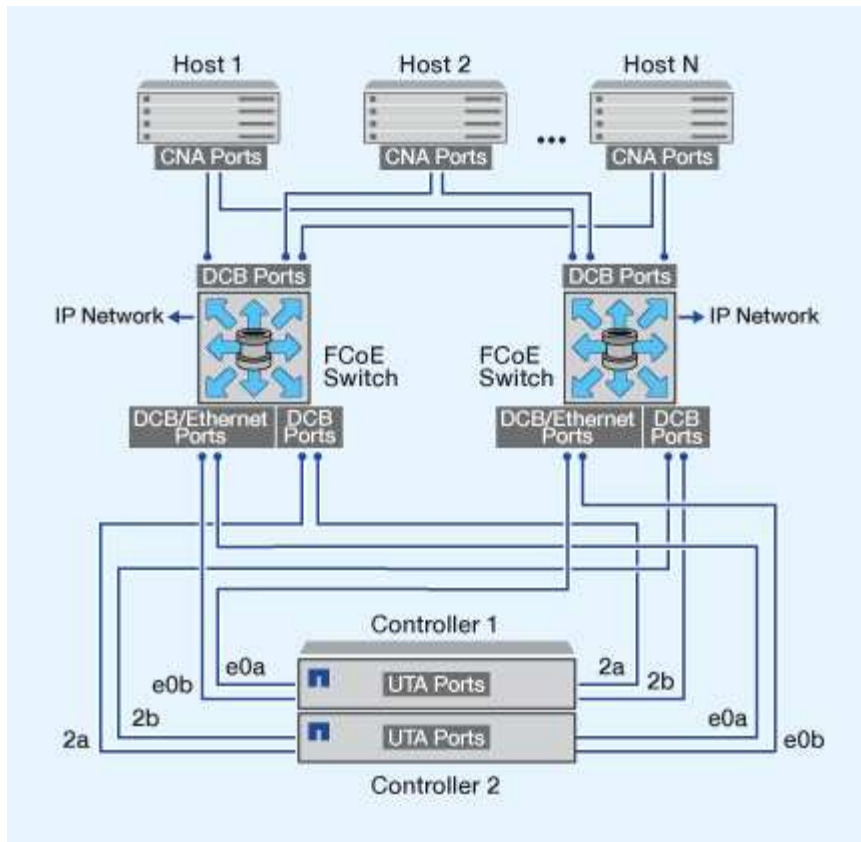 Host 1
Host 2
Host N
...
CNA Ports
CNA Ports
CNA Ports
DCB Ports
DCB Ports
IP Network
IP Network
FCoE
Switch
FCoE
Switch
DCB/Ethernet
Ports
DCB
Ports
DCB/Ethernet
Ports
DCB
Ports
Controller 1
e0a
2a
e0b
UTA Ports
2b
2b
e0a
2a
UTA Ports
e0b
Controller 2